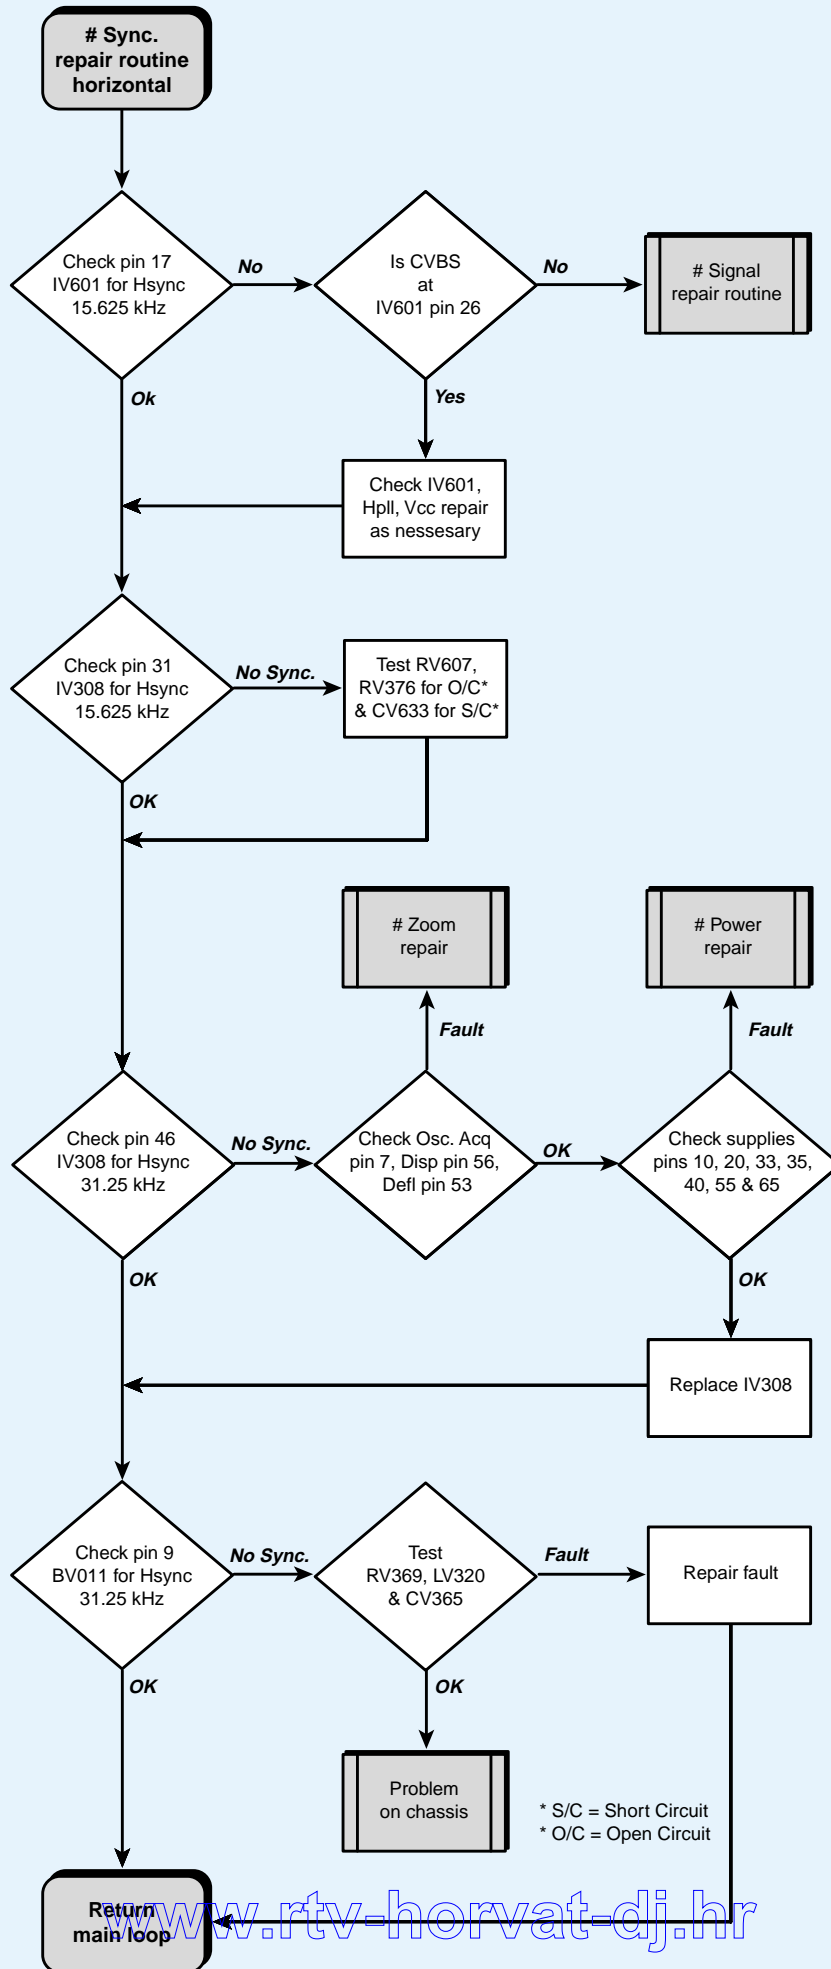 # Sync.
repair routine
horizontal
Check pin 17
IV601 for Hsync
15.625 kHz
No
Is CVBS
at
IV601 pin 26
No
# Signal
repair routine
Ok
Yes
Check IV601,
Hpll, Vcc repair
as nessesary
Check pin 31
IV308 for Hsync
15.625 kHz
No Sync.
Test RV607,
RV376 for O/C*
& CV633 for S/C*
OK
# Zoom
repair
# Power
repair
Fault
Fault
Check pin 46
IV308 for Hsync
31.25 kHz
No Sync.
Check Osc. Acq
pin 7, Disp pin 56,
Defl pin 53
OK
Check supplies
pins 10, 20, 33, 35,
40, 55 & 65
OK
OK
Replace IV308
Check pin 9
BV011 for Hsync
31.25 kHz
No Sync.
Test
RV369, LV320
& CV365
Fault
Repair fault
OK
OK
Problem
on chassis
* S/C = Short Circuit
* O/C = Open Circuit
Return
main loop
www.rtv-horvat-dj.hr